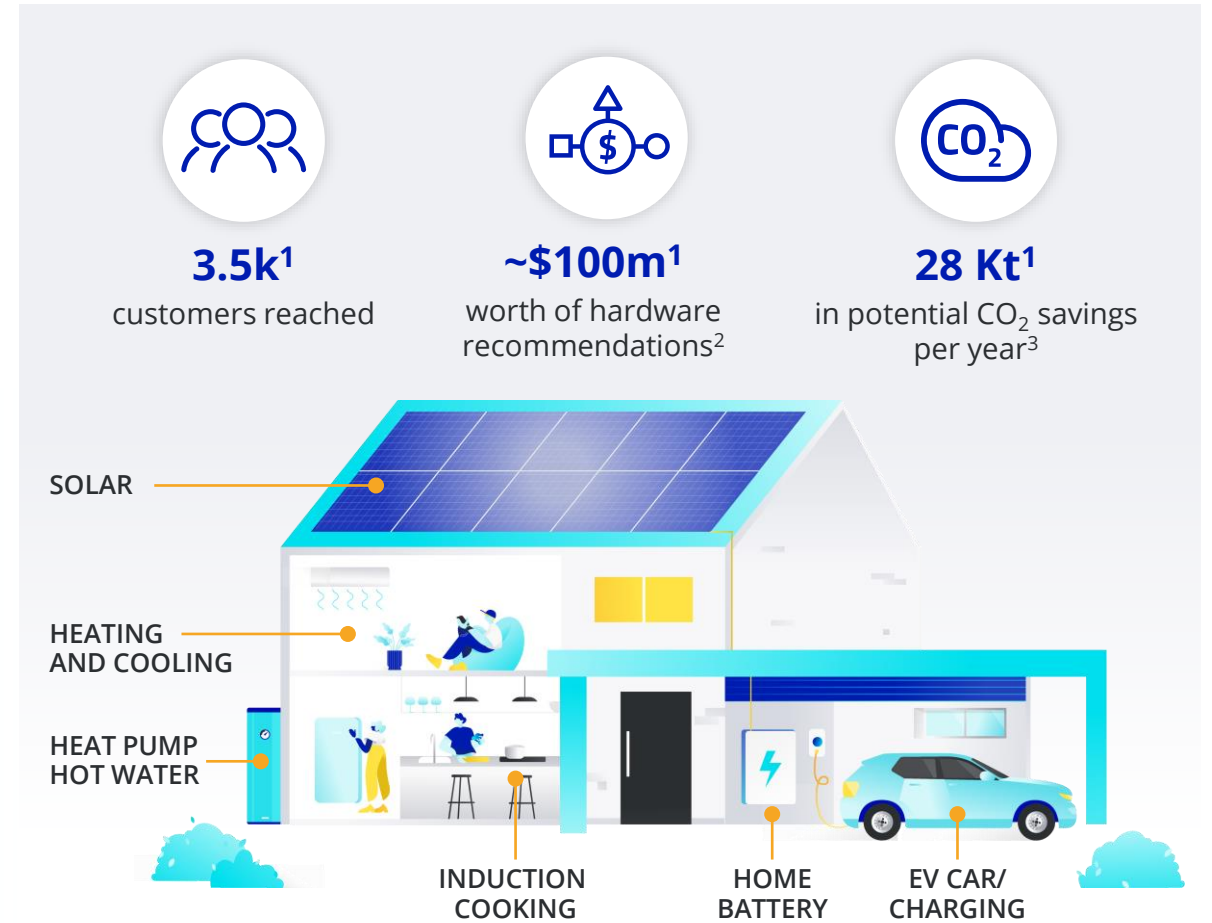 $
CO₂
3.5k¹
customers reached
~$100m¹
worth of hardware
recommendations²
28 Kt¹
in potential CO₂ savings
per year³
SOLAR
HEATING
AND COOLING
HEAT PUMP
HOT WATER
INDUCTION
COOKING
HOME
BATTERY
EV CAR/
CHARGING